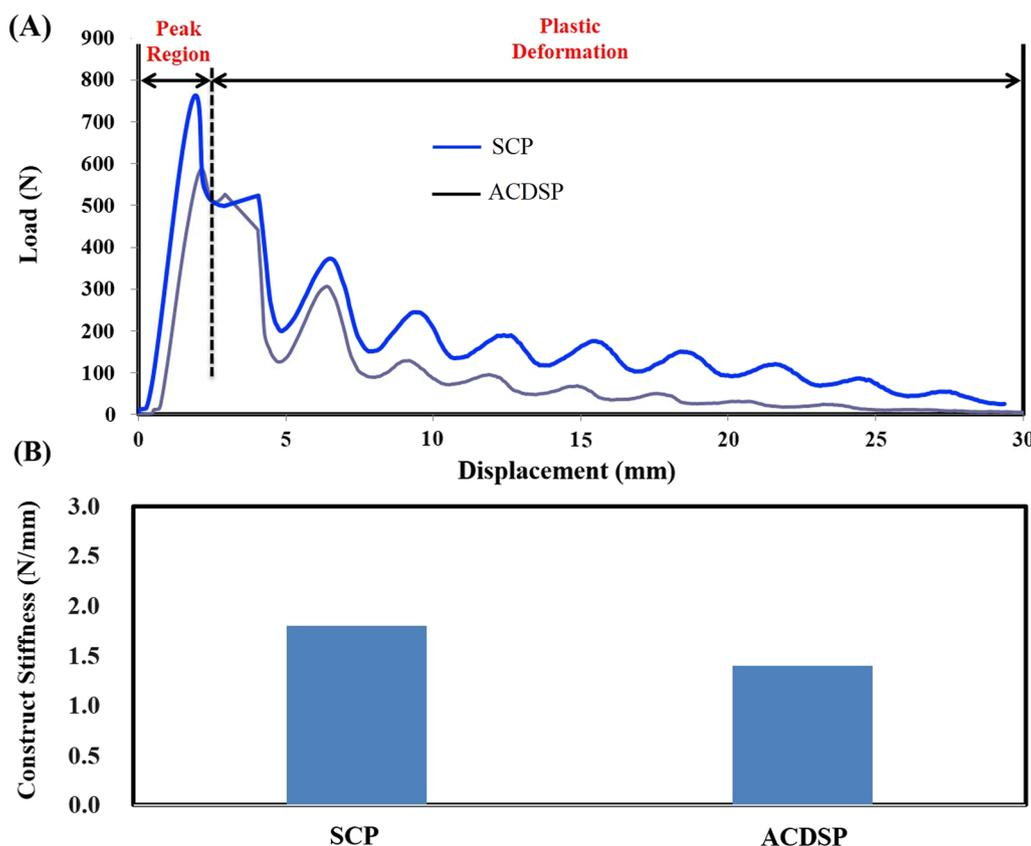 (A)
Peak
Region
Plastic
Deformation
900
800
700
600
500
400
300
200
100
0
Load (N)
SCP
ACDSP
0 5 10 15 20 25 30
Displacement (mm)
(B)
3.0
2.5
2.0
1.5
1.0
0.5
0.0
Construct Stiffness (N/mm)
SCP ACDSP